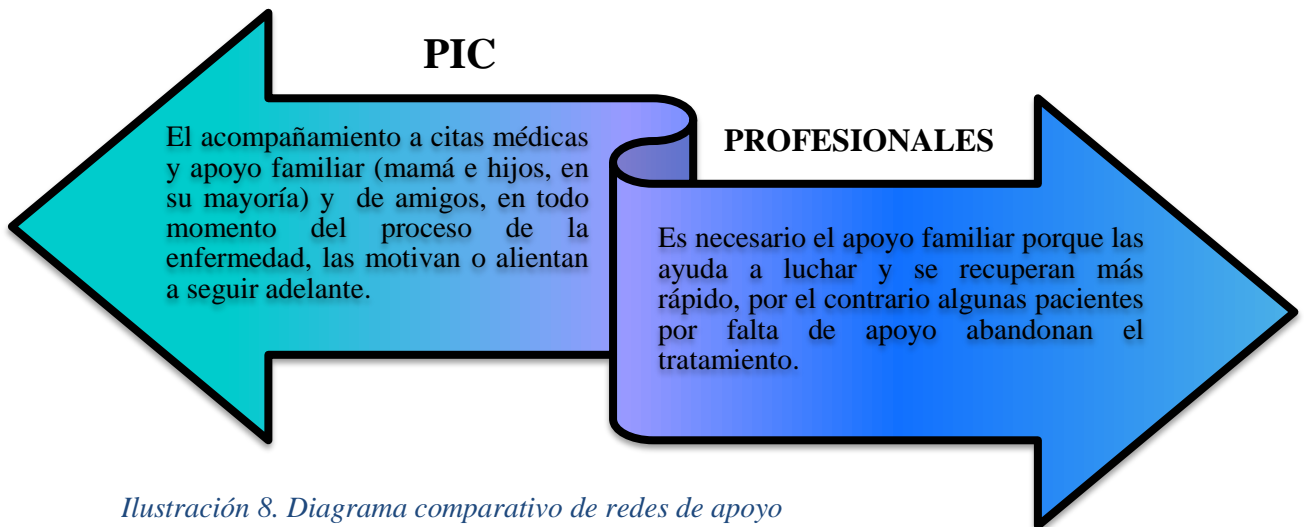 PIC
El acompañamiento a citas médicas
y apoyo familiar (mamá e hijos, en
su mayoría) y de amigos, en todo
momento del proceso de la
enfermedad, las motivan o alientan
a seguir adelante.
PROFESIONALES
Es necesario el apoyo familiar porque las
ayuda a luchar y se recuperan más
rápido, por el contrario algunas pacientes
por falta de apoyo abandonan el
tratamiento.
Ilustración 8. Diagrama comparativo de redes de apoyo